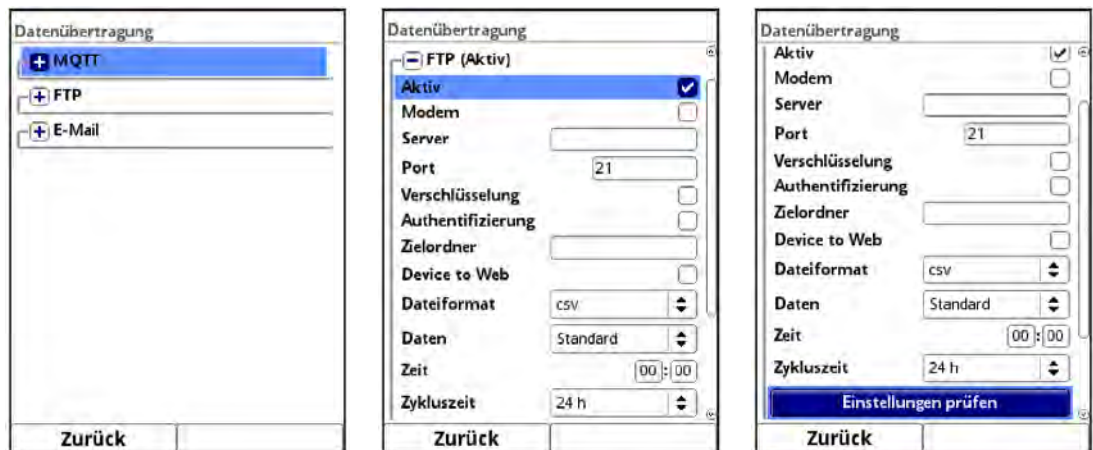 Datenübertragung
MQTT
FTP
E-Mail
Zurück
Datenübertragung
FTP (Aktiv)
Aktiv
Modem
Server
Port 21
Verschlüsselung
Authentifizierung
Zielordner
Device to Web
Dateiformat csv
Daten Standard
Zeit 00:00
Zykluszeit 24 h
Zurück
Datenübertragung
Aktiv
Modem
Server
Port 21
Verschlüsselung
Authentifizierung
Zielordner
Device to Web
Dateiformat csv
Daten Standard
Zeit 00:00
Zykluszeit 24 h
Einstellungen prüfen
Zurück